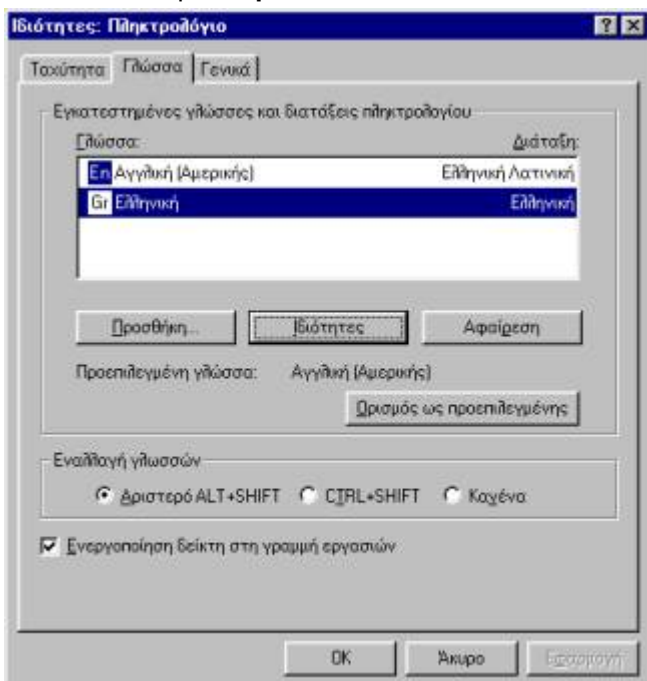 Ιδιότητες: Πληκτρολόγιο
Ταχύτητα Γλώσσα Γενικά
Εγκατεστημένες γλώσσες και διατάξεις πληκτρολογίου
Γλώσσα: Διάταξη:
En Αγγλική (Αμερικής) Ελληνική Λατινική
Gr Ελληνική Ελληνική
Προσθήκη... Ιδιότητες Αφαίρεση
Προεπιλεγμένη γλώσσα: Αγγλική (Αμερικής)
Ορισμός ως προεπιλεγμένης
Εναλλαγή γλωσσών
Αριστερό ALT+SHIFT CTRL+SHIFT Κανένα
Ενεργοποίηση δείκτη στη γραμμή εργασιών
OK Άκυρο Εφαρμογή